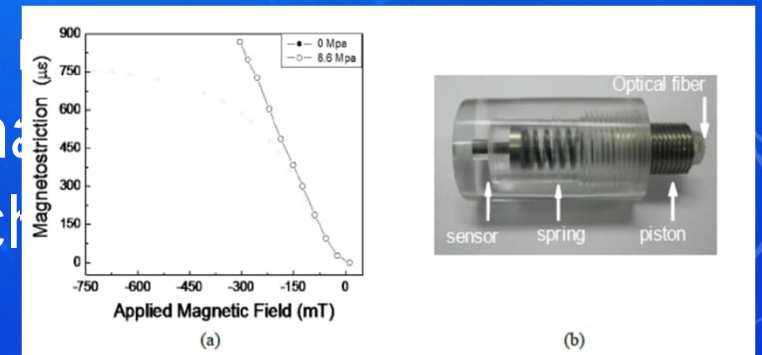 900
750
600
450
300
150
0
Magnetostriction (με)
0 Mpa
8.6 Mpa
-750 -600 -450 -300 -150 0
Applied Magnetic Field (mT)
(a)
Optical fiber
sensor spring piston
(b)